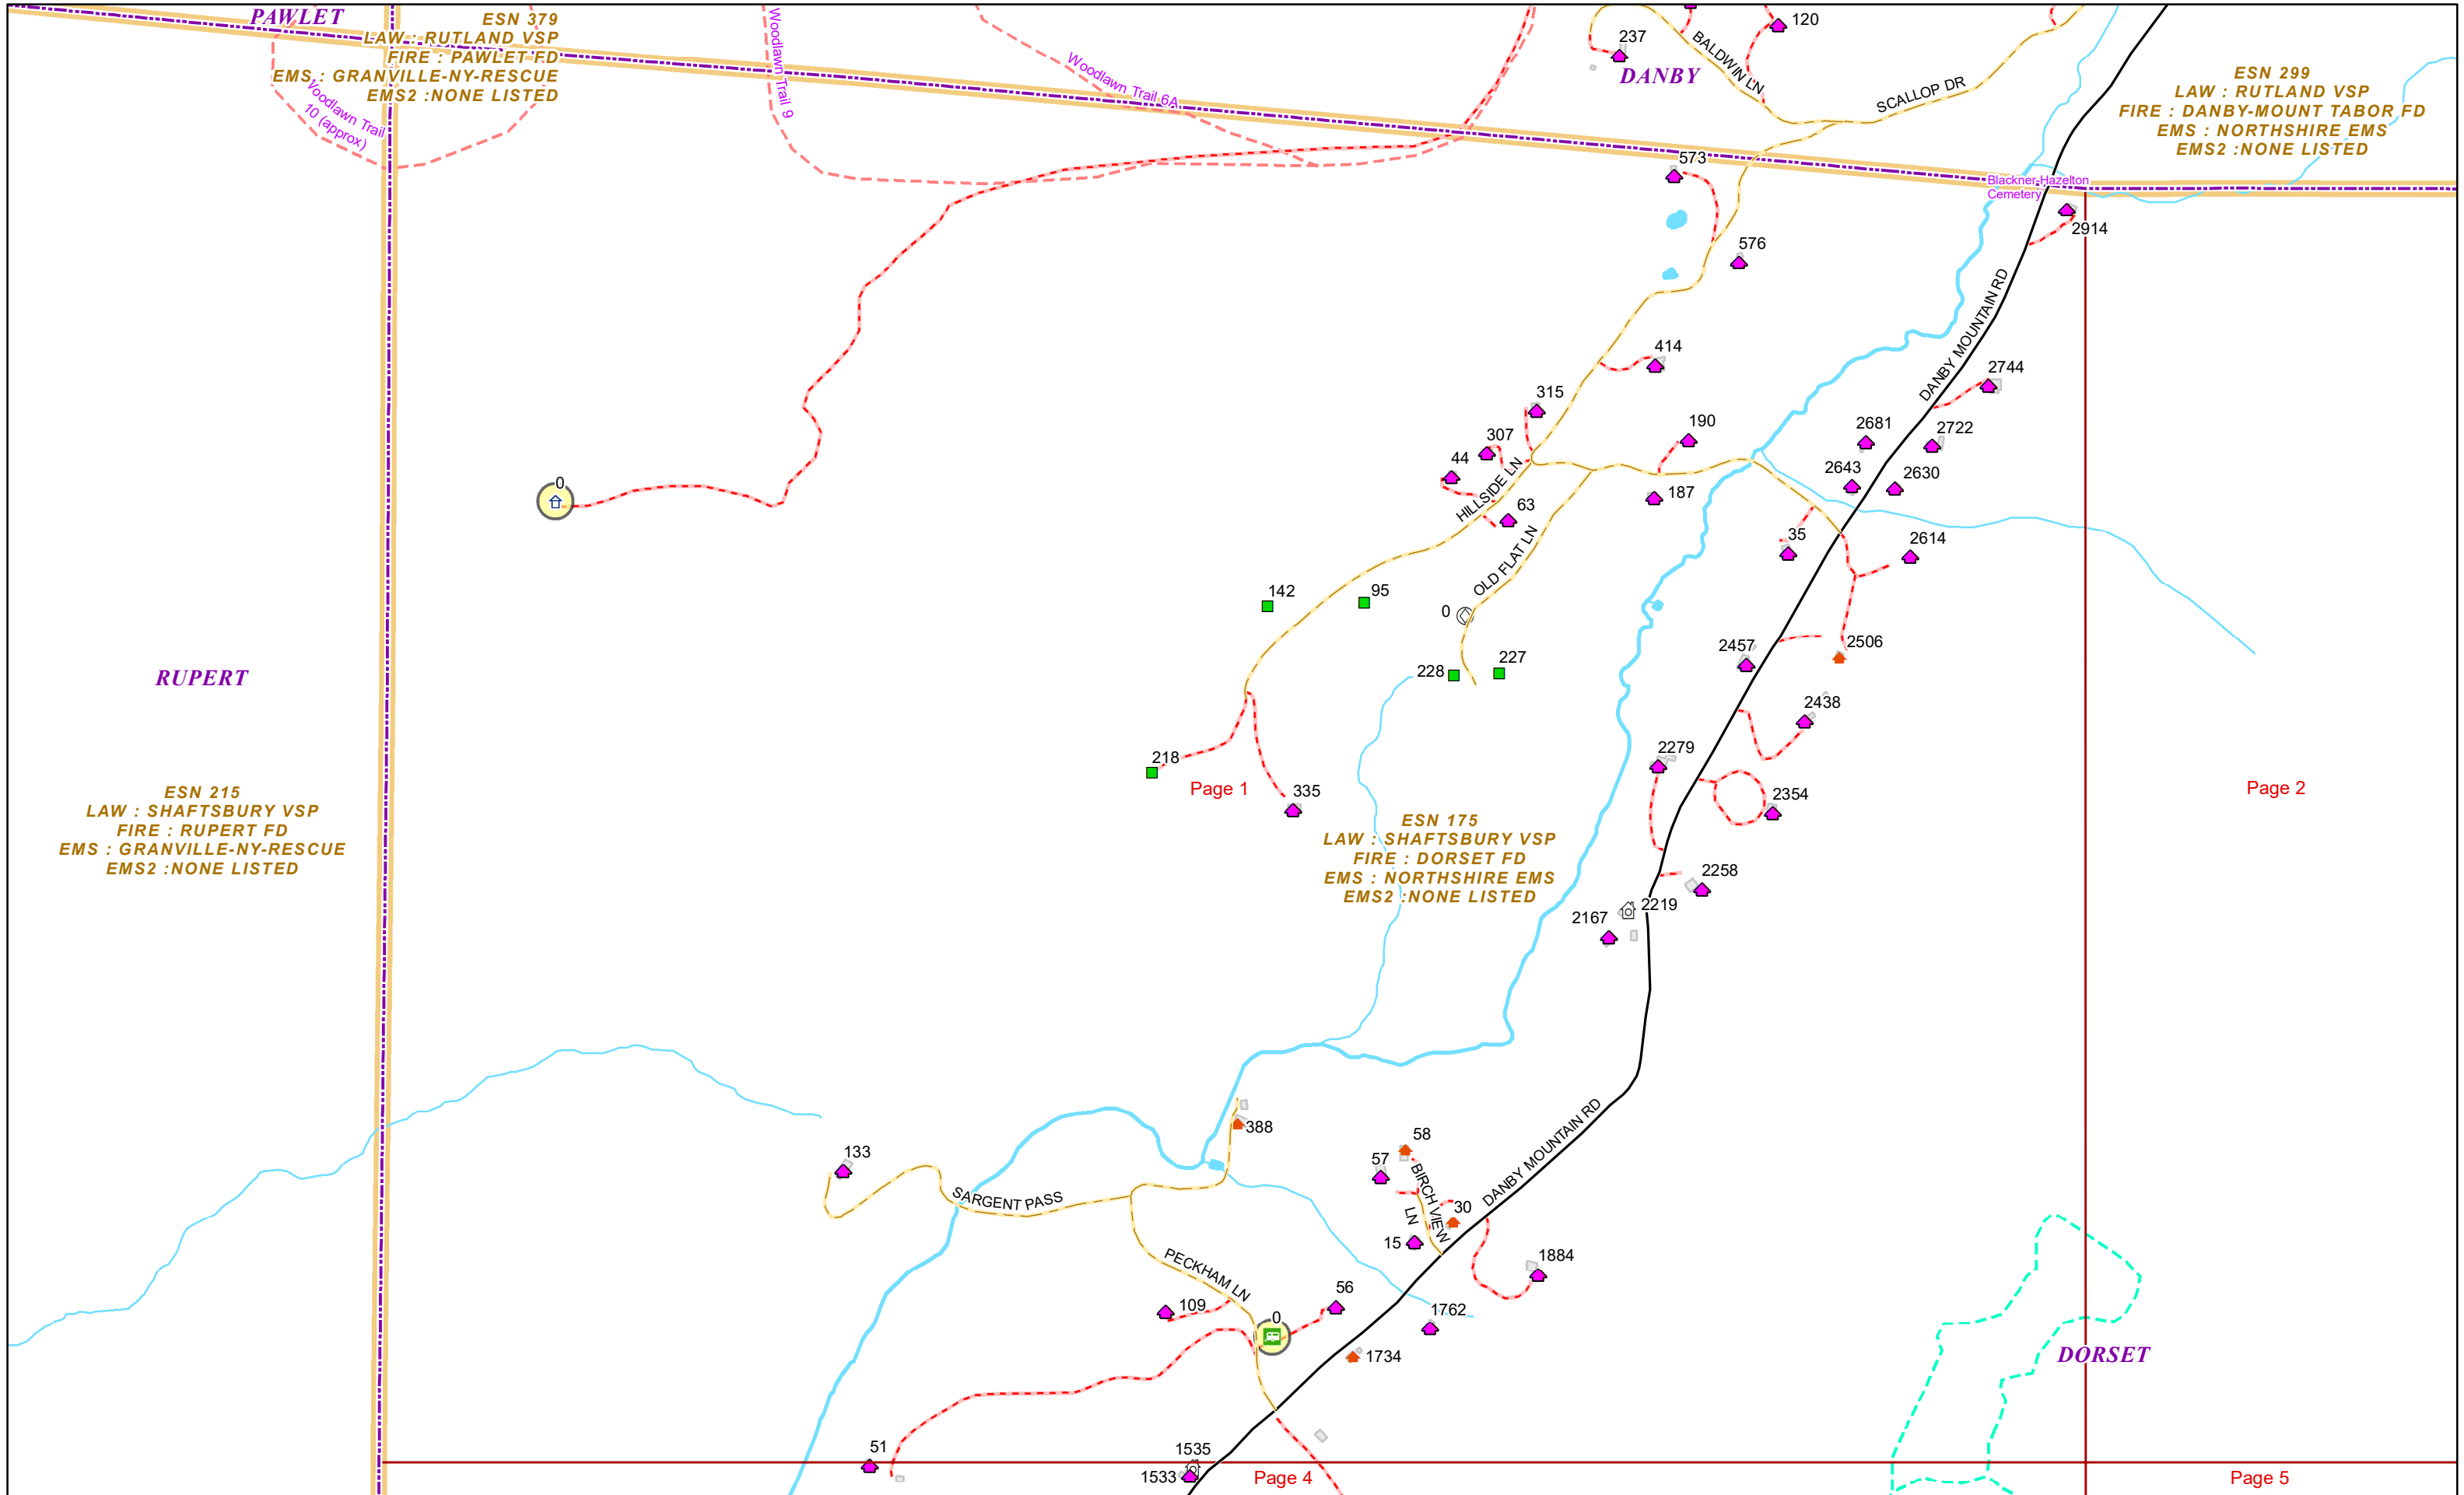 PAWLET
ESN 379
LAW : RUTLAND VSP
FIRE : PAWLET FD
EMS : GRANVILLE-NY-RESCUE
EMS2 :NONE LISTED
Woodlawn Trail
10 (approx)
Woodlawn Trail 9
Woodlawn Trail 6A
237
120
DANBY
BALDWIN LN
SCALLOP DR
ESN 299
LAW : RUTLAND VSP
FIRE : DANBY-MOUNT TABOR FD
EMS : NORTHSHIRE EMS
EMS2 :NONE LISTED
573
Blackner-Hazelton
Cemetery
2914
576
DANBY MOUNTAIN RD
414
2744
315
190
2681
2722
307
44
2643
2630
0
187
HILLSIDE LN
63
35
2614
OLD FLAT LN
142
95
0
2506
2457
228
227
RUPERT
2438
218
2279
Page 1
335
2354
Page 2
ESN 215
LAW : SHAFTSBURY VSP
FIRE : RUPERT FD
EMS : GRANVILLE-NY-RESCUE
EMS2 :NONE LISTED
ESN 175
LAW : SHAFTSBURY VSP
FIRE : DORSET FD
EMS : NORTHSHIRE EMS
EMS2 :NONE LISTED
2258
2219
2167
388
58
133
57
DANBY MOUNTAIN RD
BIRCH VIEW
LN
SARGENT PASS
30
15
1884
PECKHAM LN
56
109
0
1762
1734
DORSET
51
1535
1533
Page 4
Page 5